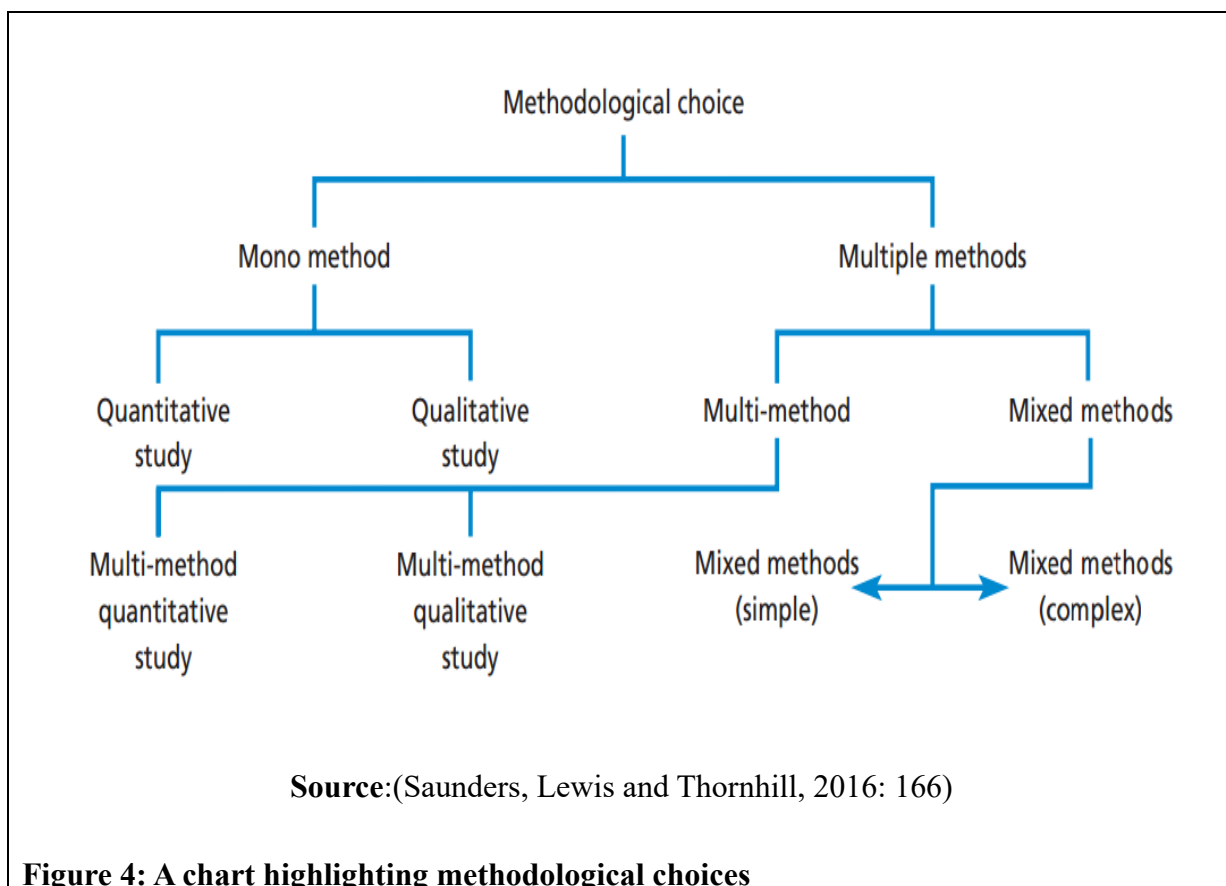 Methodological choice
Mono method
Multiple methods
Quantitative
study
Qualitative
study
Multi-method
Mixed methods
Multi-method
quantitative
study
Multi-method
qualitative
study
Mixed methods
(simple)
Mixed methods
(complex)
Source:(Saunders, Lewis and Thornhill, 2016: 166)
Figure 4: A chart highlighting methodological choices